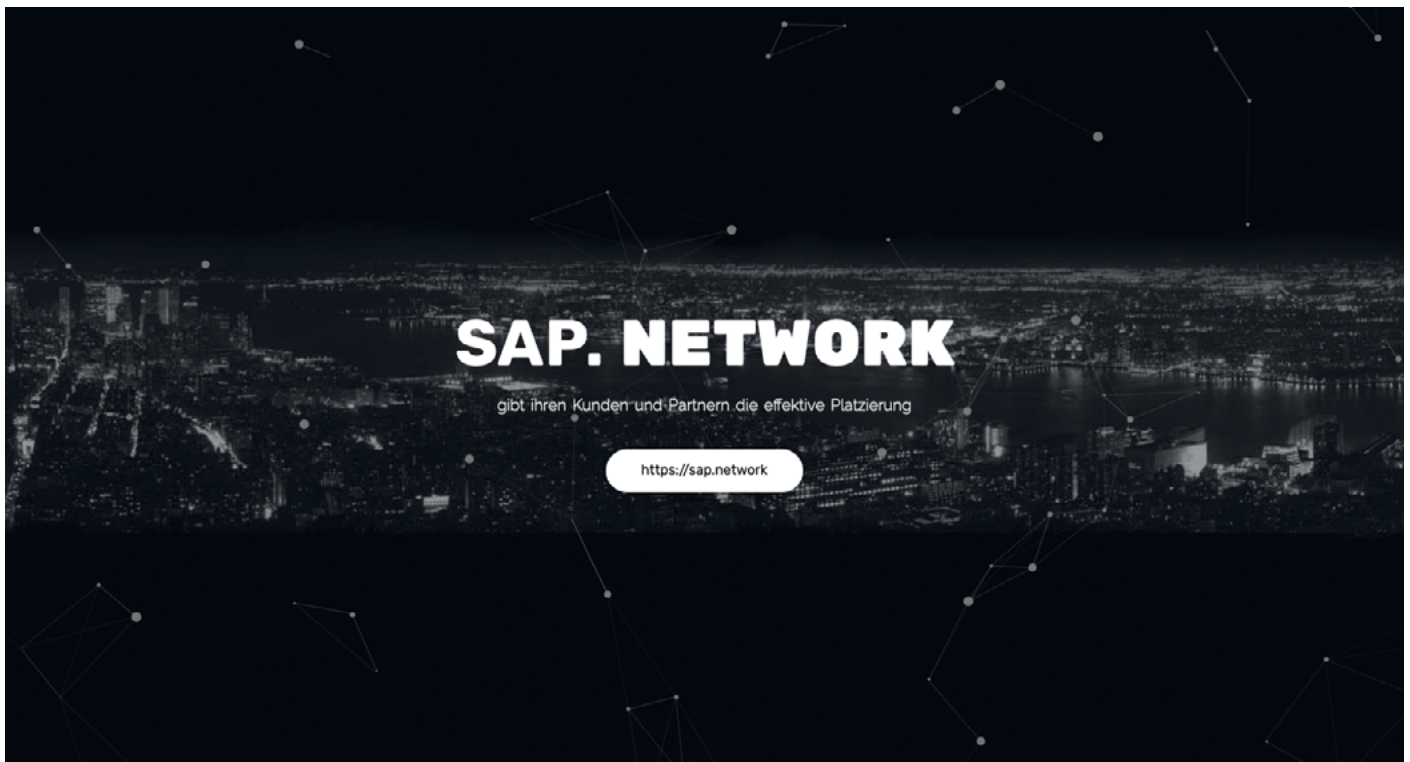 SAP. NETWORK
gibt ihren Kunden und Partnern die effektive Platzierung
https://sap.network